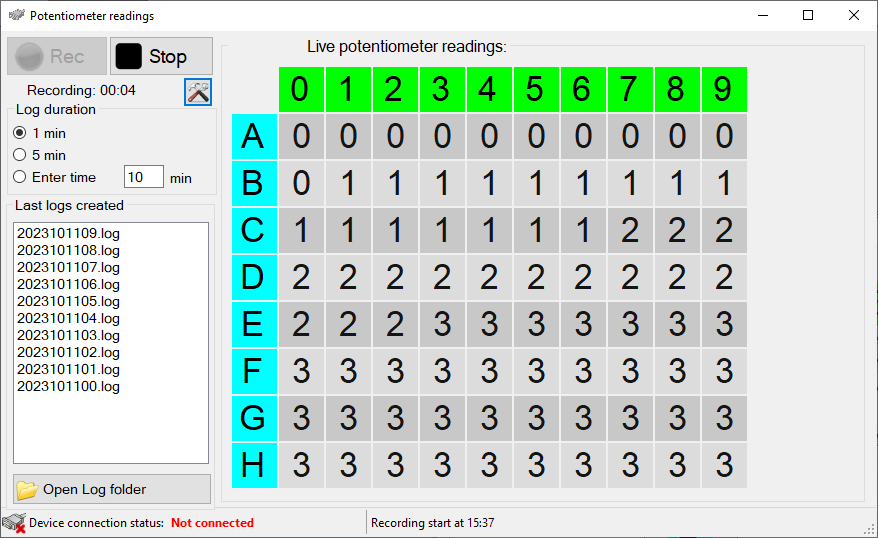 Potentiometer readings
Rec Stop
Recording: 00:04
Log duration
1 min
5 min
Enter time 10 min
Last logs created
2023101109.log
2023101108.log
2023101107.log
2023101106.log
2023101105.log
2023101104.log
2023101103.log
2023101102.log
2023101101.log
2023101100.log
Open Log folder
Live potentiometer readings:
0 1 2 3 4 5 6 7 8 9
A 0 0 0 0 0 0 0 0 0 0
B 0 1 1 1 1 1 1 1 1 1
C 1 1 1 1 1 1 1 2 2 2
D 2 2 2 2 2 2 2 2 2 2
E 2 2 2 3 3 3 3 3 3 3
F 3 3 3 3 3 3 3 3 3 3
G 3 3 3 3 3 3 3 3 3 3
H 3 3 3 3 3 3 3 3 3 3
Device connection status: Not connected
Recording start at 15:37